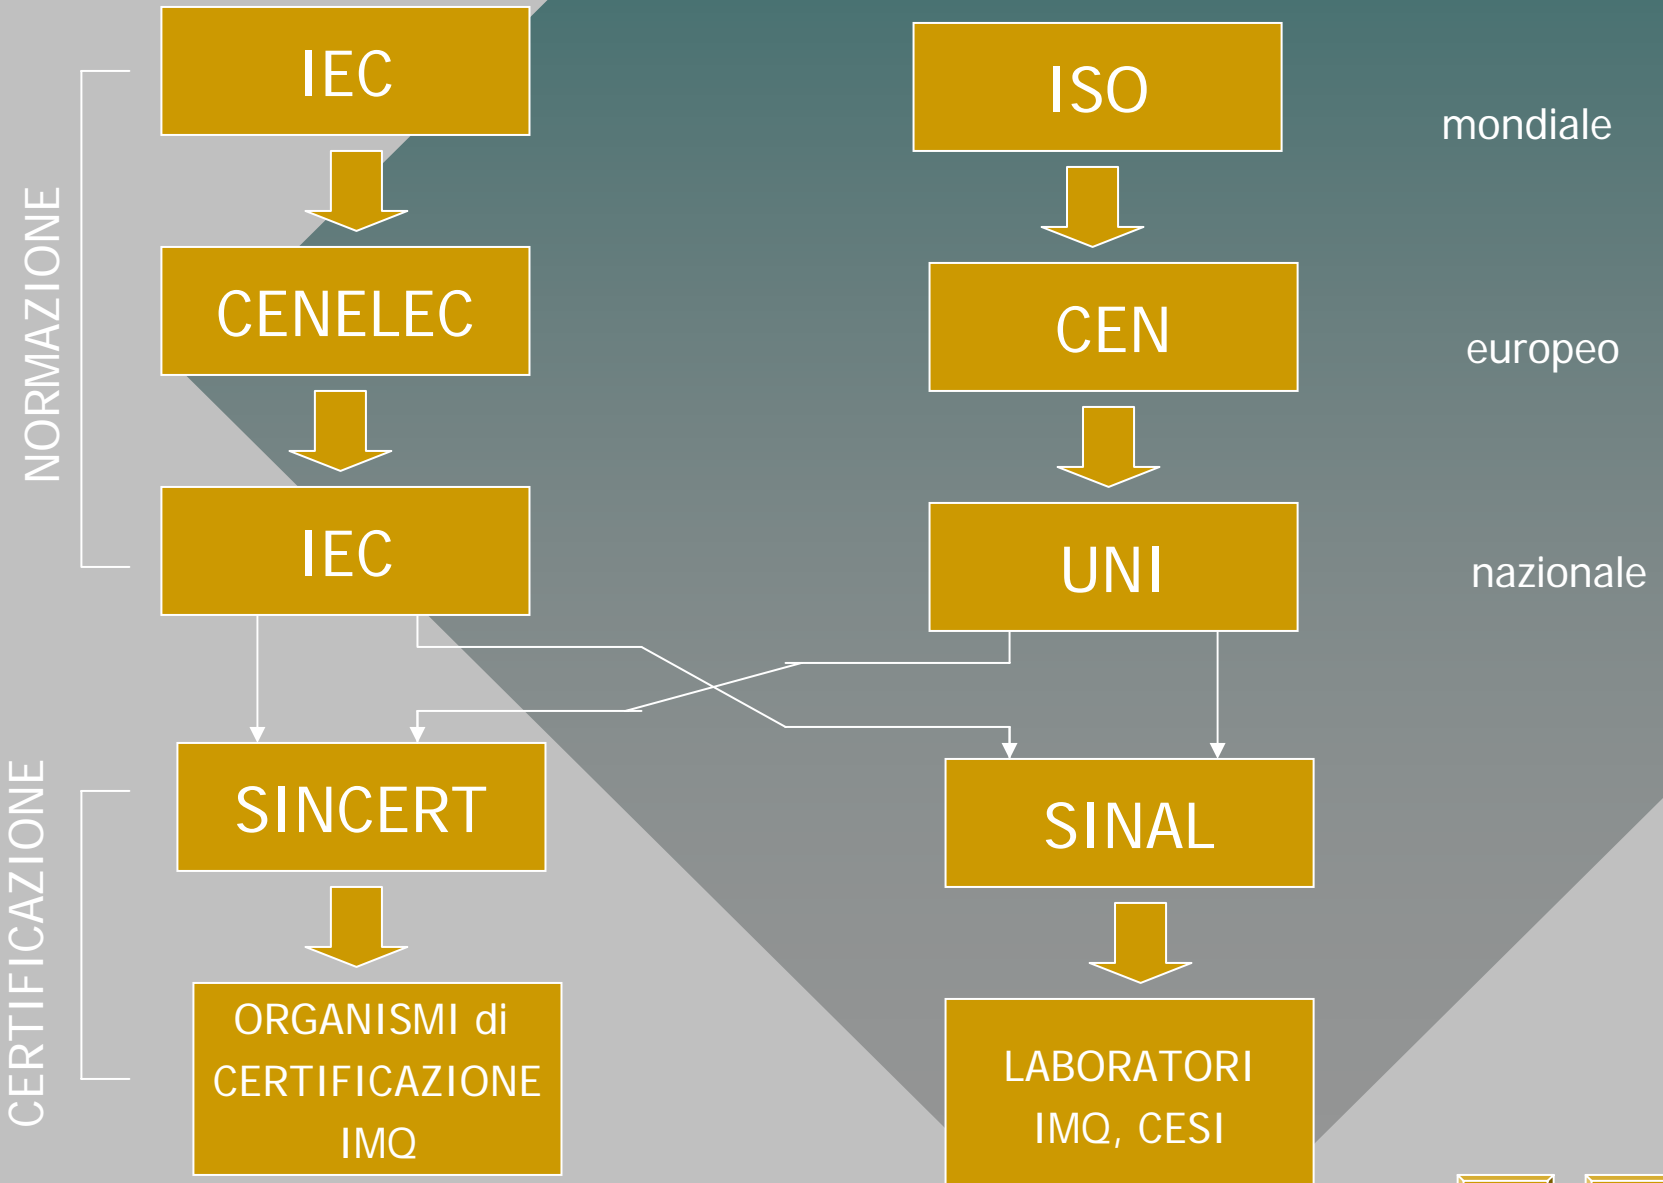 IEC
ISO
mondiale
NORMAZIONE
CENELEC
CEN
europeo
IEC
UNI
nazionale
CERTIFICAZIONE
SINCERT
SINAL
ORGANISMI di
CERTIFICAZIONE
IMQ
LABORATORI
IMQ, CESI